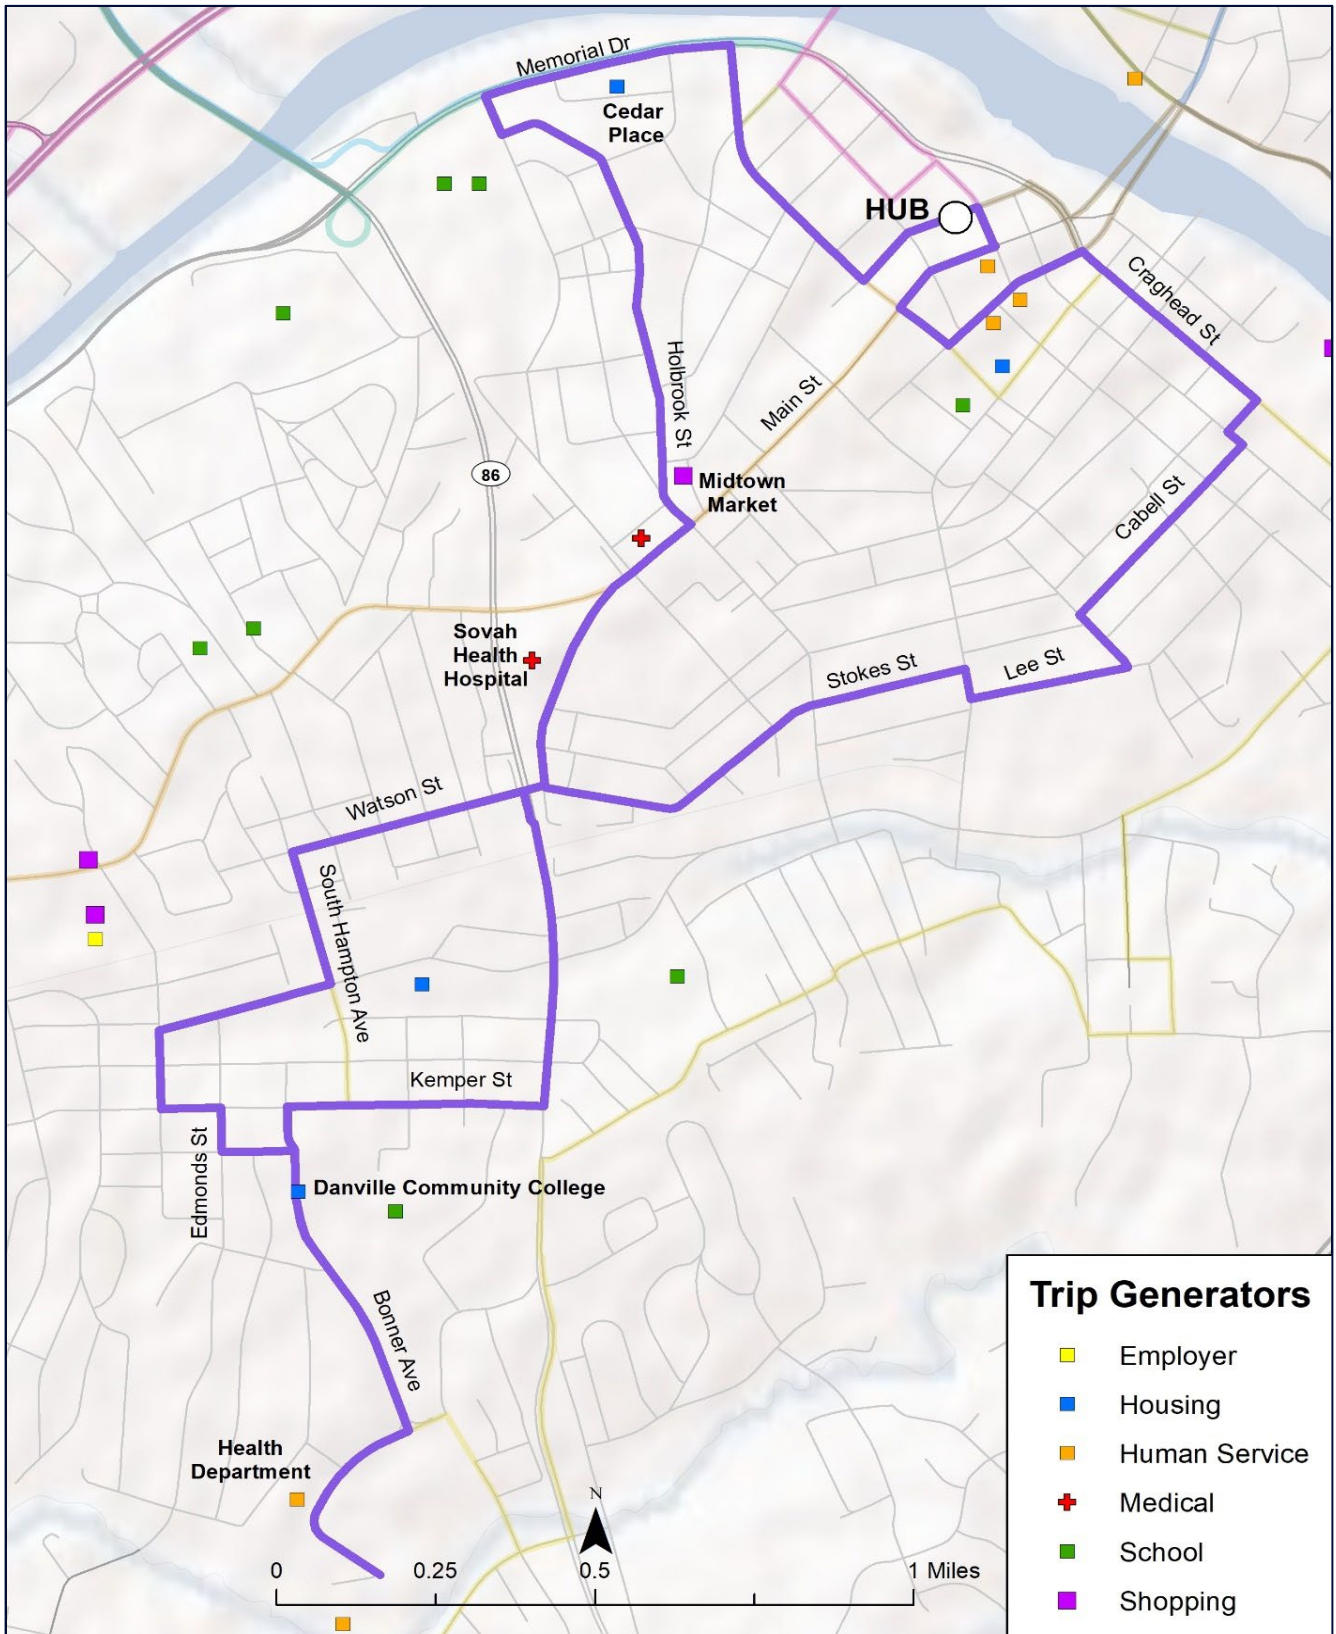 Memorial Dr
Cedar
Place
HUB
Craghead St
Holbrook St
Main St
86
Midtown
Market
Cabell St
Sovah
Health
Hospital
Stokes St
Lee St
Watson St
South Hampton Ave
Kemper St
Edmonds St
Danville Community College
Bonner Ave
Health
Department
N
0 0.25 0.5 1 Miles
Trip Generators
Employer
Housing
Human Service
Medical
School
Shopping